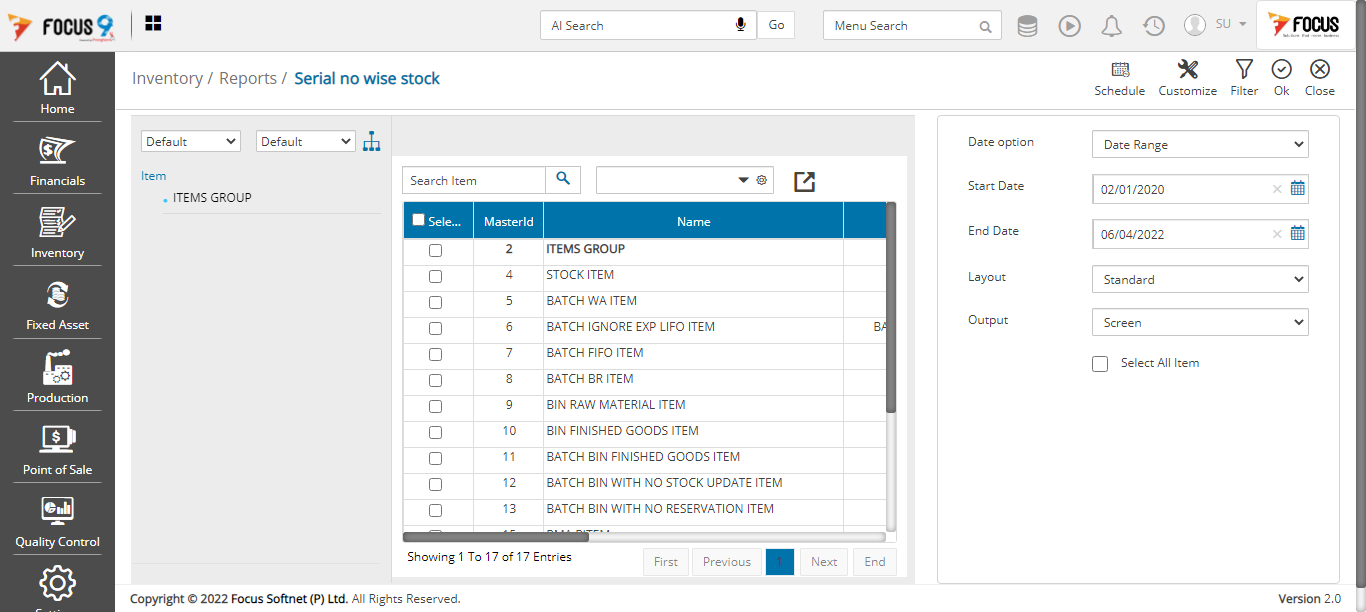 FOCUS 9
AI Search
Go
Menu Search
SU
FOCUS
Home
Financials
Inventory
Fixed Asset
Production
Point of Sale
Quality Control
Inventory / Reports / Serial no wise stock
Schedule
Customize
Filter
Ok
Close
Default
Default
Item
ITEMS GROUP
Search Item
Sele... MasterId Name
2 ITEMS GROUP
4 STOCK ITEM
5 BATCH WA ITEM
6 BATCH IGNORE EXP LIFO ITEM BA
7 BATCH FIFO ITEM
8 BATCH BR ITEM
9 BIN RAW MATERIAL ITEM
10 BIN FINISHED GOODS ITEM
11 BATCH BIN FINISHED GOODS ITEM
12 BATCH BIN WITH NO STOCK UPDATE ITEM
13 BATCH BIN WITH NO RESERVATION ITEM
Showing 1 To 17 of 17 Entries
First Previous 1 Next End
Date option Date Range
Start Date 02/01/2020
End Date 06/04/2022
Layout Standard
Output Screen
Select All Item
Copyright © 2022 Focus Softnet (P) Ltd. All Rights Reserved.
Version 2.0